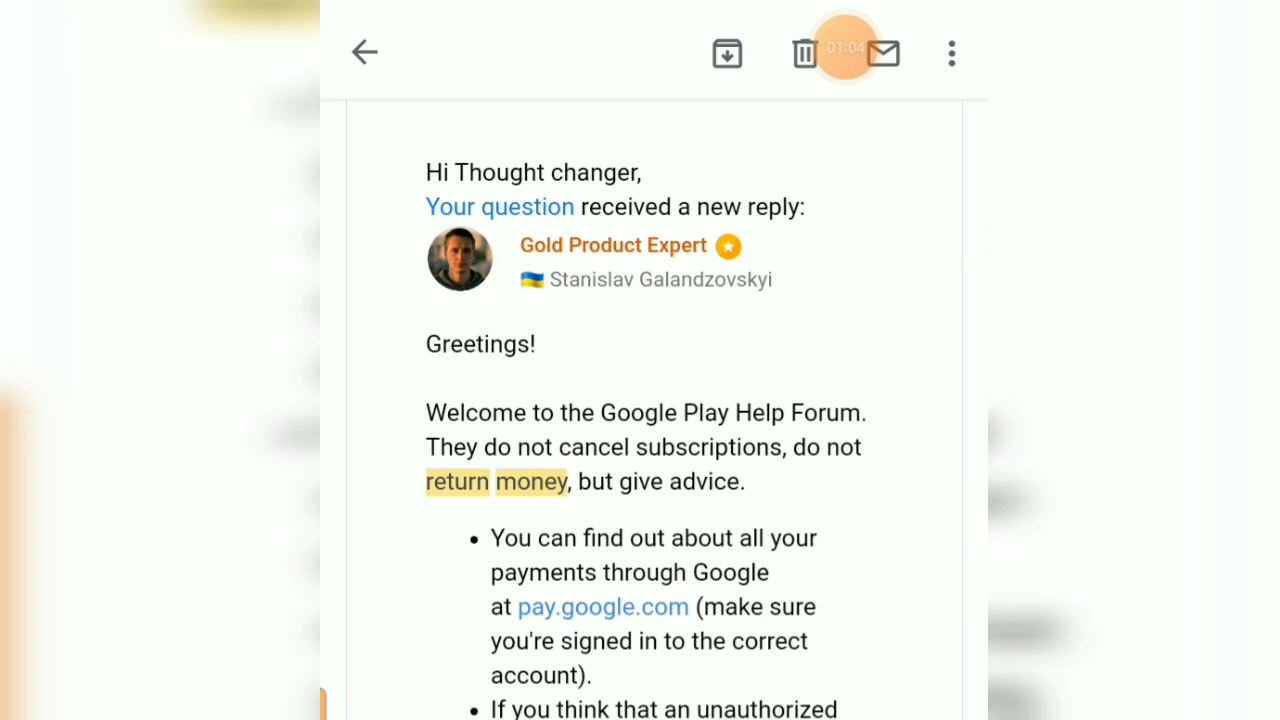 01:04
Hi Thought changer,
Your question received a new reply:
Gold Product Expert
Stanislav Galandzovskyi
Greetings!
Welcome to the Google Play Help Forum.
They do not cancel subscriptions, do not
return money, but give advice.
You can find out about all your
payments through Google
at pay.google.com (make sure
you're signed in to the correct
account).
If you think that an unauthorized